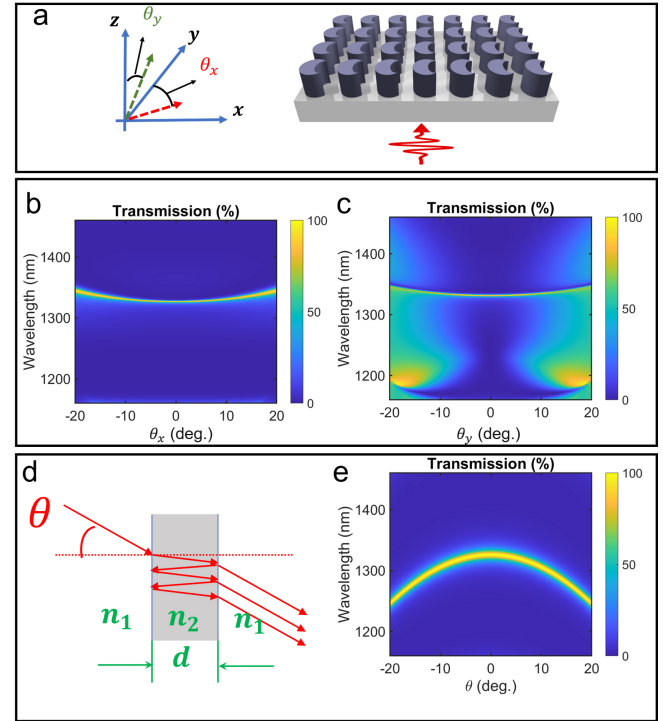 a
θy
z
y
θx
x
b
Transmission (%)
Wavelength (nm)
1400
1300
1200
-20
-10
0
10
20
θx (deg.)
100
50
0
c
Transmission (%)
Wavelength (nm)
1400
1300
1200
-20
-10
0
10
20
θy (deg.)
100
50
0
d
θ
n1
n2
n1
d
e
Transmission (%)
Wavelength (nm)
1400
1300
1200
-20
-10
0
10
20
θ (deg.)
100
50
0